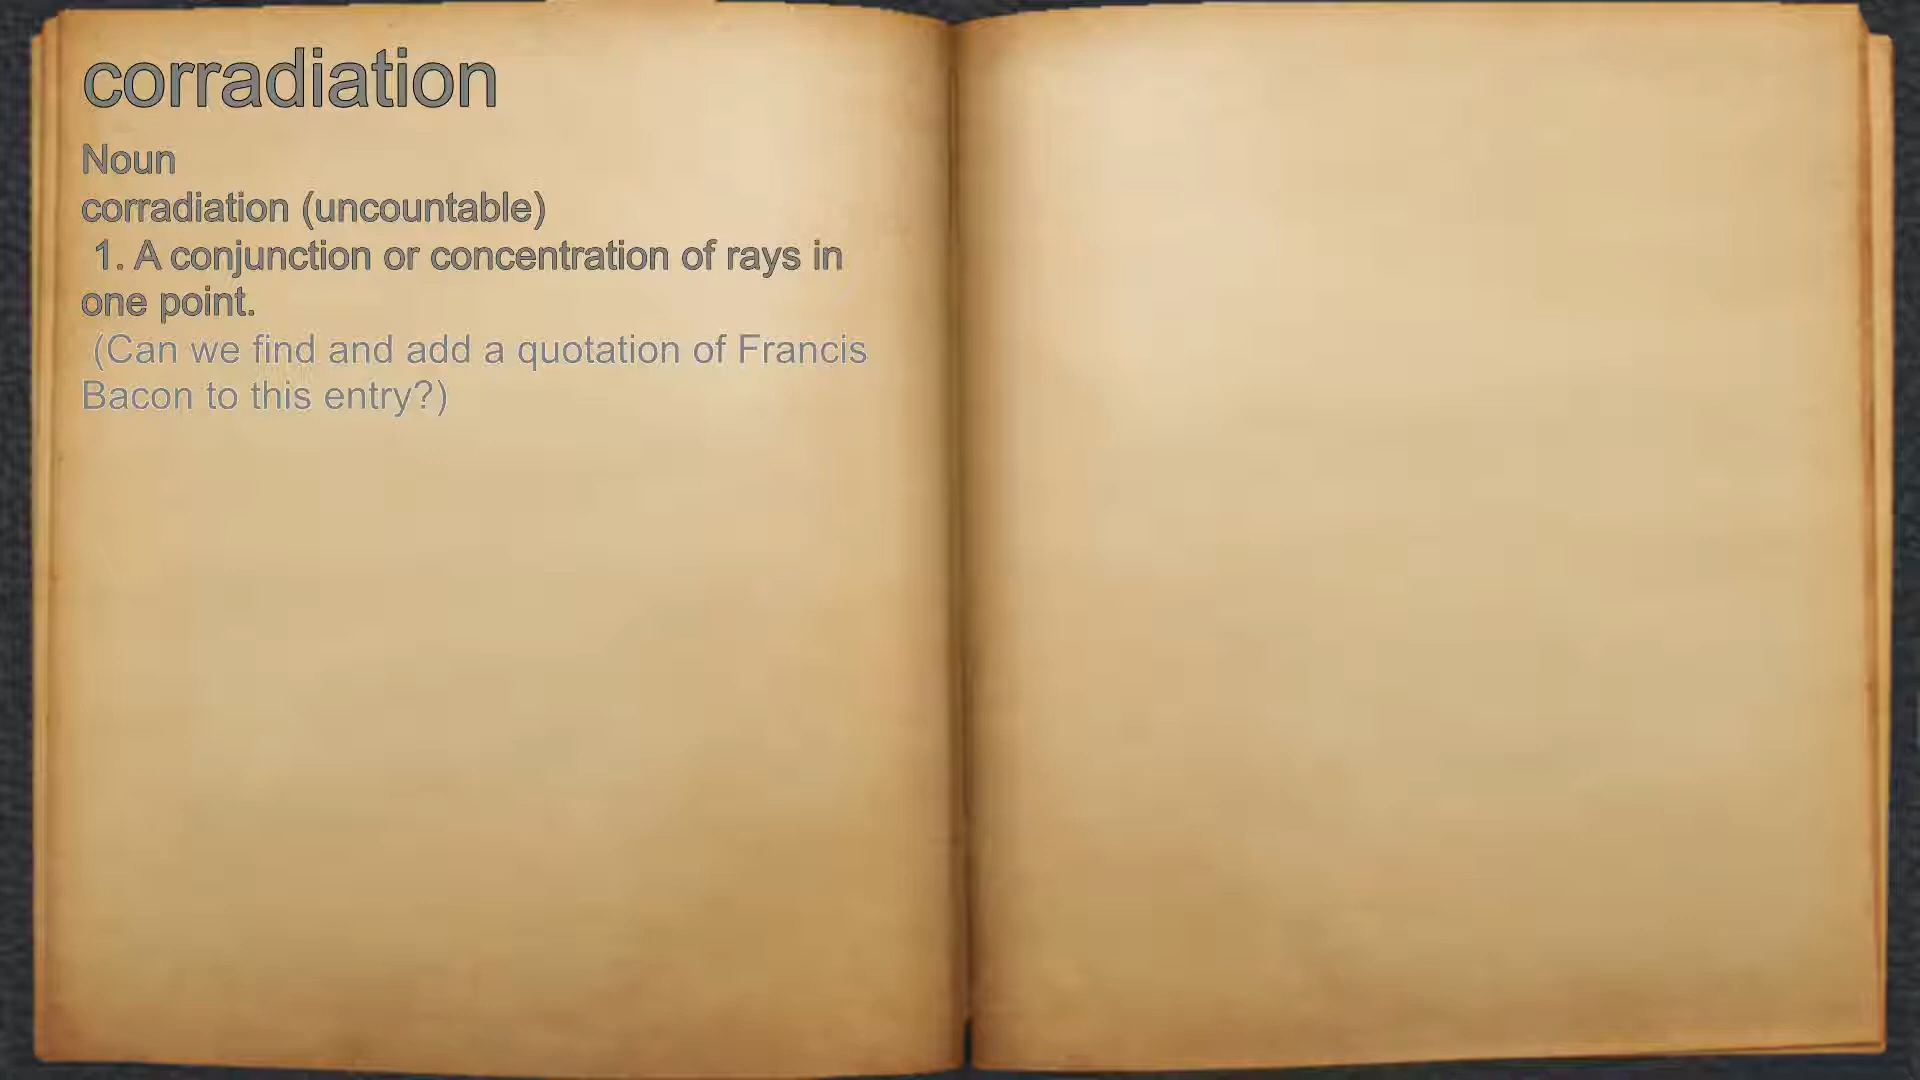 corradiation
Noun
corradiation (uncountable)
1. A conjunction or concentration of rays in
one point.
(Can we find and add a quotation of Francis
Bacon to this entry?)